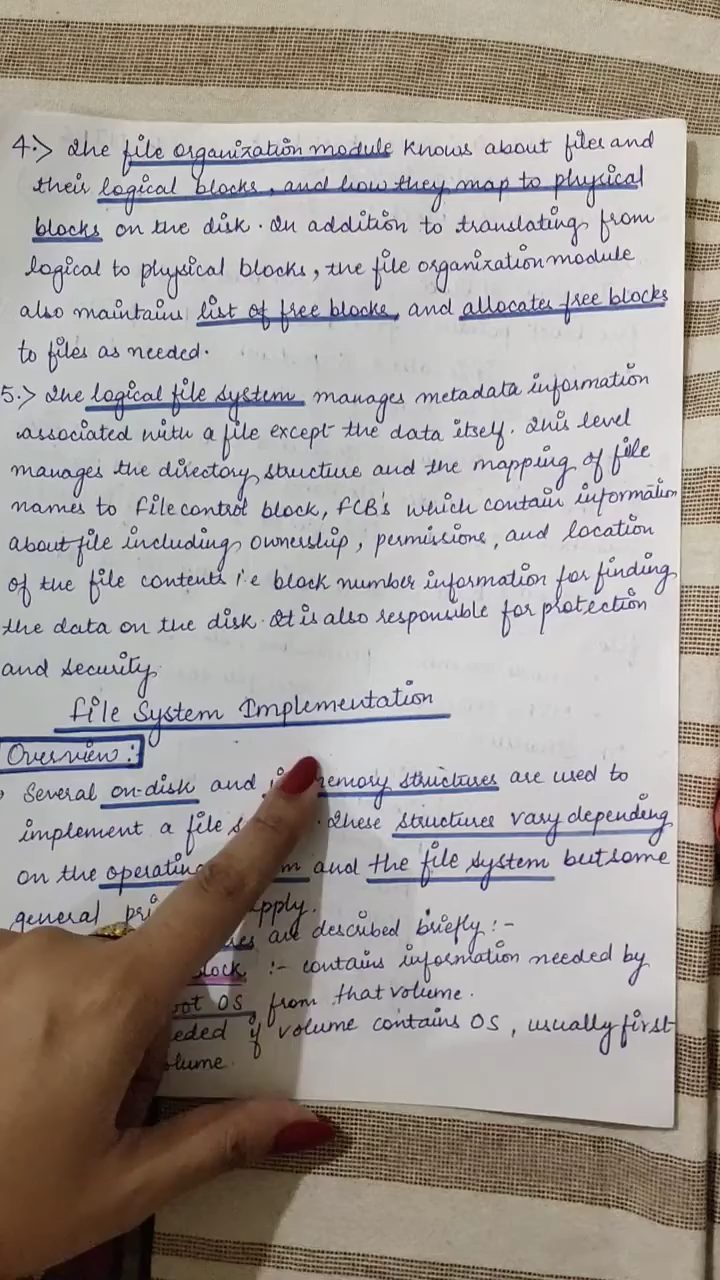 4.> The file organization module knows about files and
their logical blocks, and how they map to physical
blocks on the disk. In addition to translating from
logical to physical blocks, the file organization module
also maintains list of free blocks, and allocates free blocks
to files as needed.
5.> The logical file system manages metadata information
associated with a file except the data itself. This level
manages the directory structure and the mapping of file
names to file control block, FCB's which contain information
about file including ownership, permissions, and location
of the file contents i.e block number information for finding
the data on the disk. It is also responsible for protection
and security
File System Implementation
Overview:
Several on-disk and memory structures are used to
implement a file These structures vary depending
on the and the file system but some
general apply.
are described briefly :-
:- contains information needed by
OS from that volume.
if volume contains OS, usually first